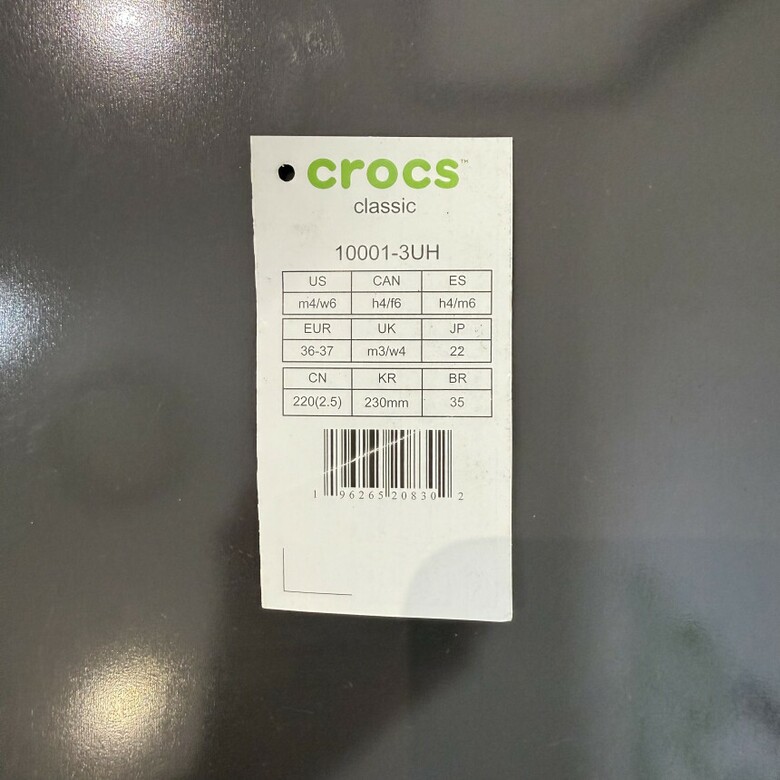 crocs™
classic
10001-3UH
US CAN ES
m4/w6 h4/f6 h4/m6
EUR UK JP
36-37 m3/w4 22
CN KR BR
220(2.5) 230mm 35
1 96265 20830 2